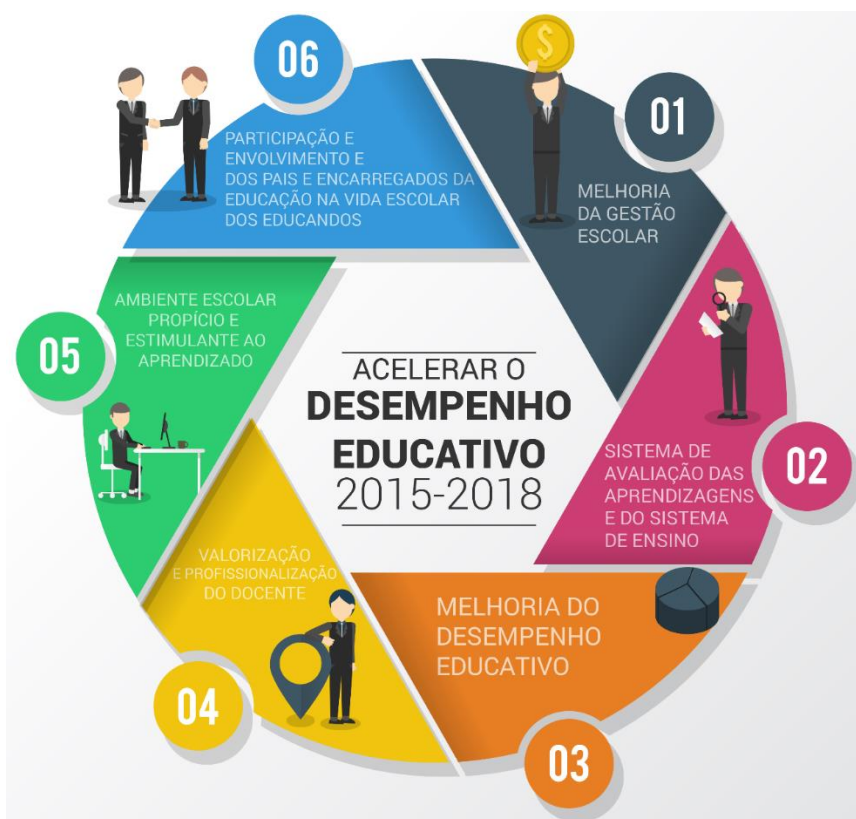 ACELERAR O
DESEMPENHO
EDUCATIVO
2015-2018
01
MELHORIA
DA GESTÃO
ESCOLAR
$
02
SISTEMA DE
AVALIAÇÃO DAS
APRENDIZAGENS
E DO SISTEMA
DE ENSINO
03
MELHORIA DO
DESEMPENHO
EDUCATIVO
04
VALORIZAÇÃO
E PROFISSIONALIZAÇÃO
DO DOCENTE
05
AMBIENTE ESCOLAR
PROPÍCIO E
ESTIMULANTE AO
APRENDIZADO
06
PARTICIPAÇÃO E
ENVOLVIMENTO E
DOS PAIS E ENCARREGADOS DA
EDUCAÇÃO NA VIDA ESCOLAR
DOS EDUCANDOS